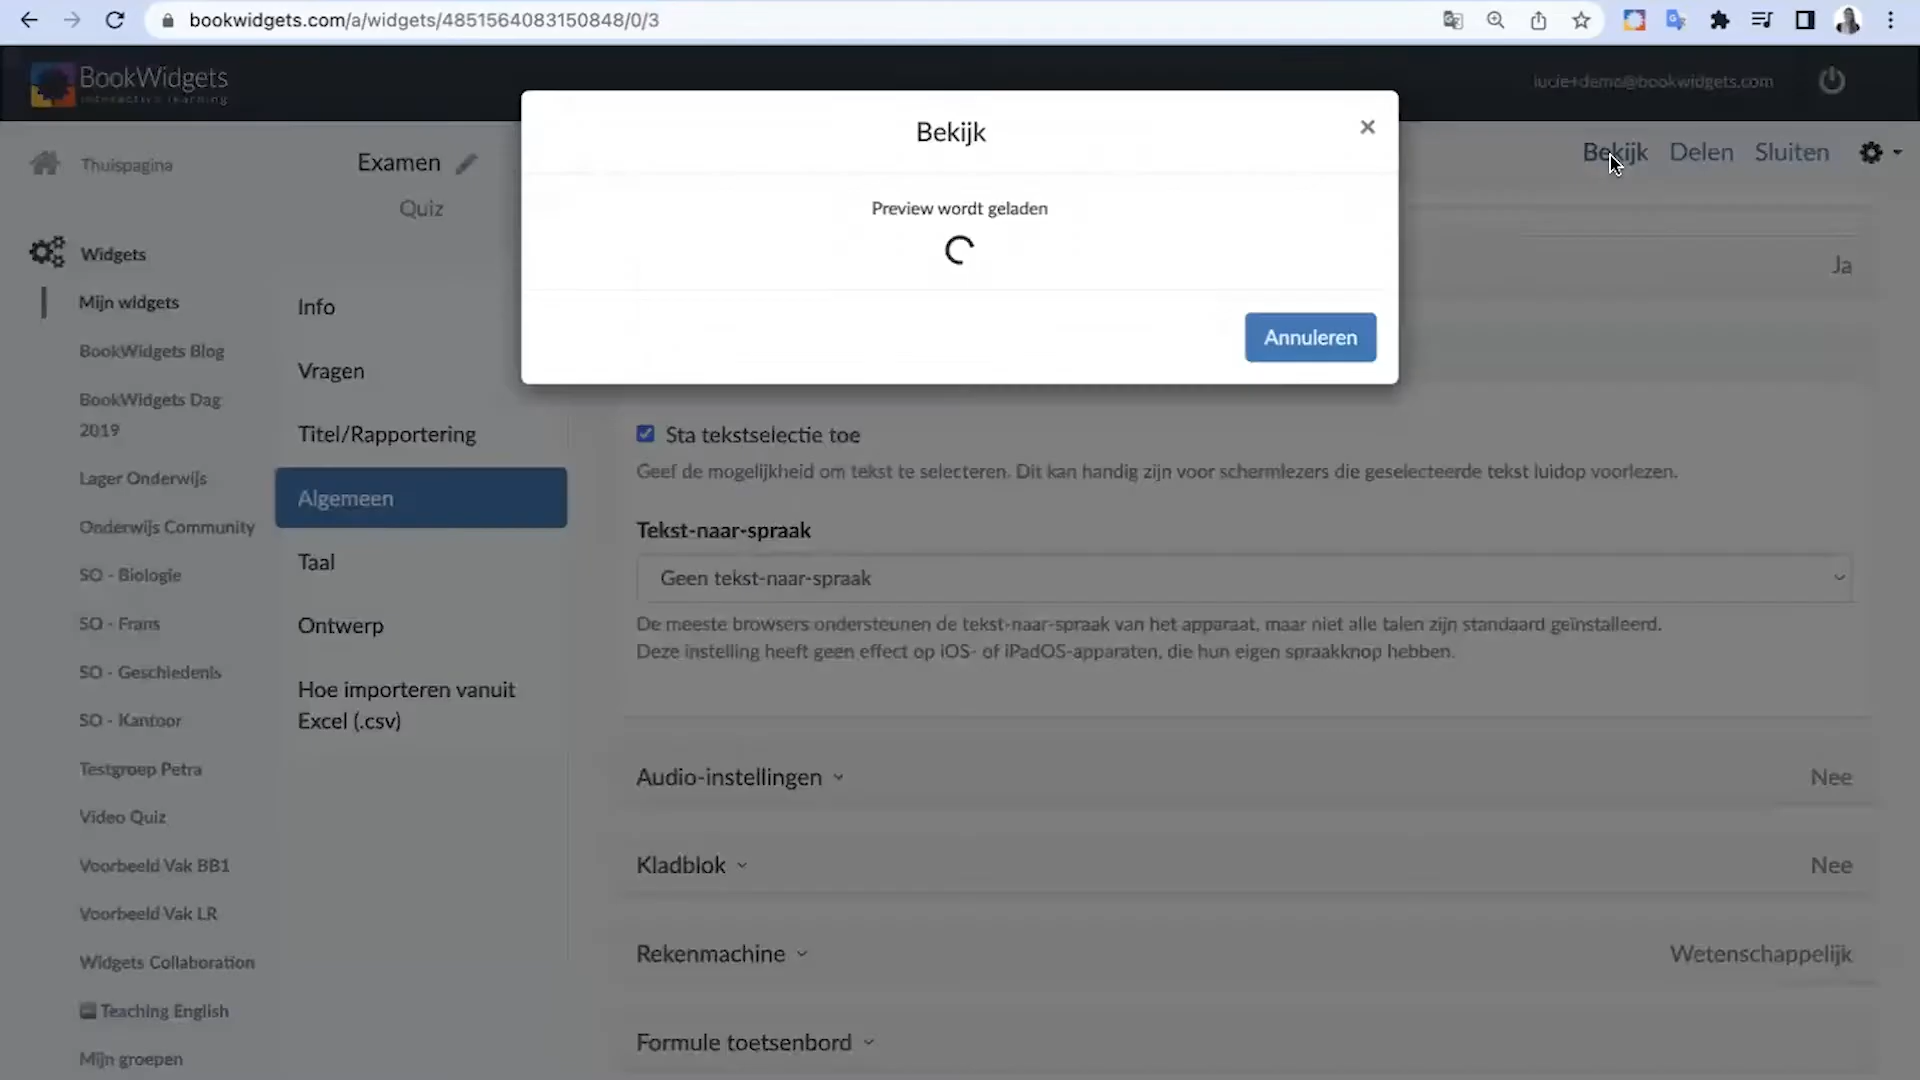 bookwidgets.com/a/widgets/4851564083150848/0/3
BookWidgets
interactive learning
lucie+demo@bookwidgets.com
Bekijk
×
Preview wordt geladen
Annuleren
Thuispagina
Examen
Quiz
Bekijk
Delen
Sluiten
Widgets
Mijn widgets
BookWidgets Blog
BookWidgets Dag
2019
Lager Onderwijs
Onderwijs Community
SO - Biologie
SO - Frans
SO - Geschiedenis
SO - Kantoor
Testgroep Petra
Video Quiz
Voorbeeld Vak BB1
Voorbeeld Vak LR
Widgets Collaboration
Teaching English
Mijn groepen
Info
Vragen
Titel/Rapportering
Algemeen
Taal
Ontwerp
Hoe importeren vanuit
Excel (.csv)
Ja
Sta tekstselectie toe
Geef de mogelijkheid om tekst te selecteren. Dit kan handig zijn voor schermlezers die geselecteerde tekst luidop voorlezen.
Tekst-naar-spraak
Geen tekst-naar-spraak
De meeste browsers ondersteunen de tekst-naar-spraak van het apparaat, maar niet alle talen zijn standaard geïnstalleerd.
Deze instelling heeft geen effect op iOS- of iPadOS-apparaten, die hun eigen spraakknop hebben.
Audio-instellingen
Nee
Kladblok
Nee
Rekenmachine
Wetenschappelijk
Formule toetsenbord